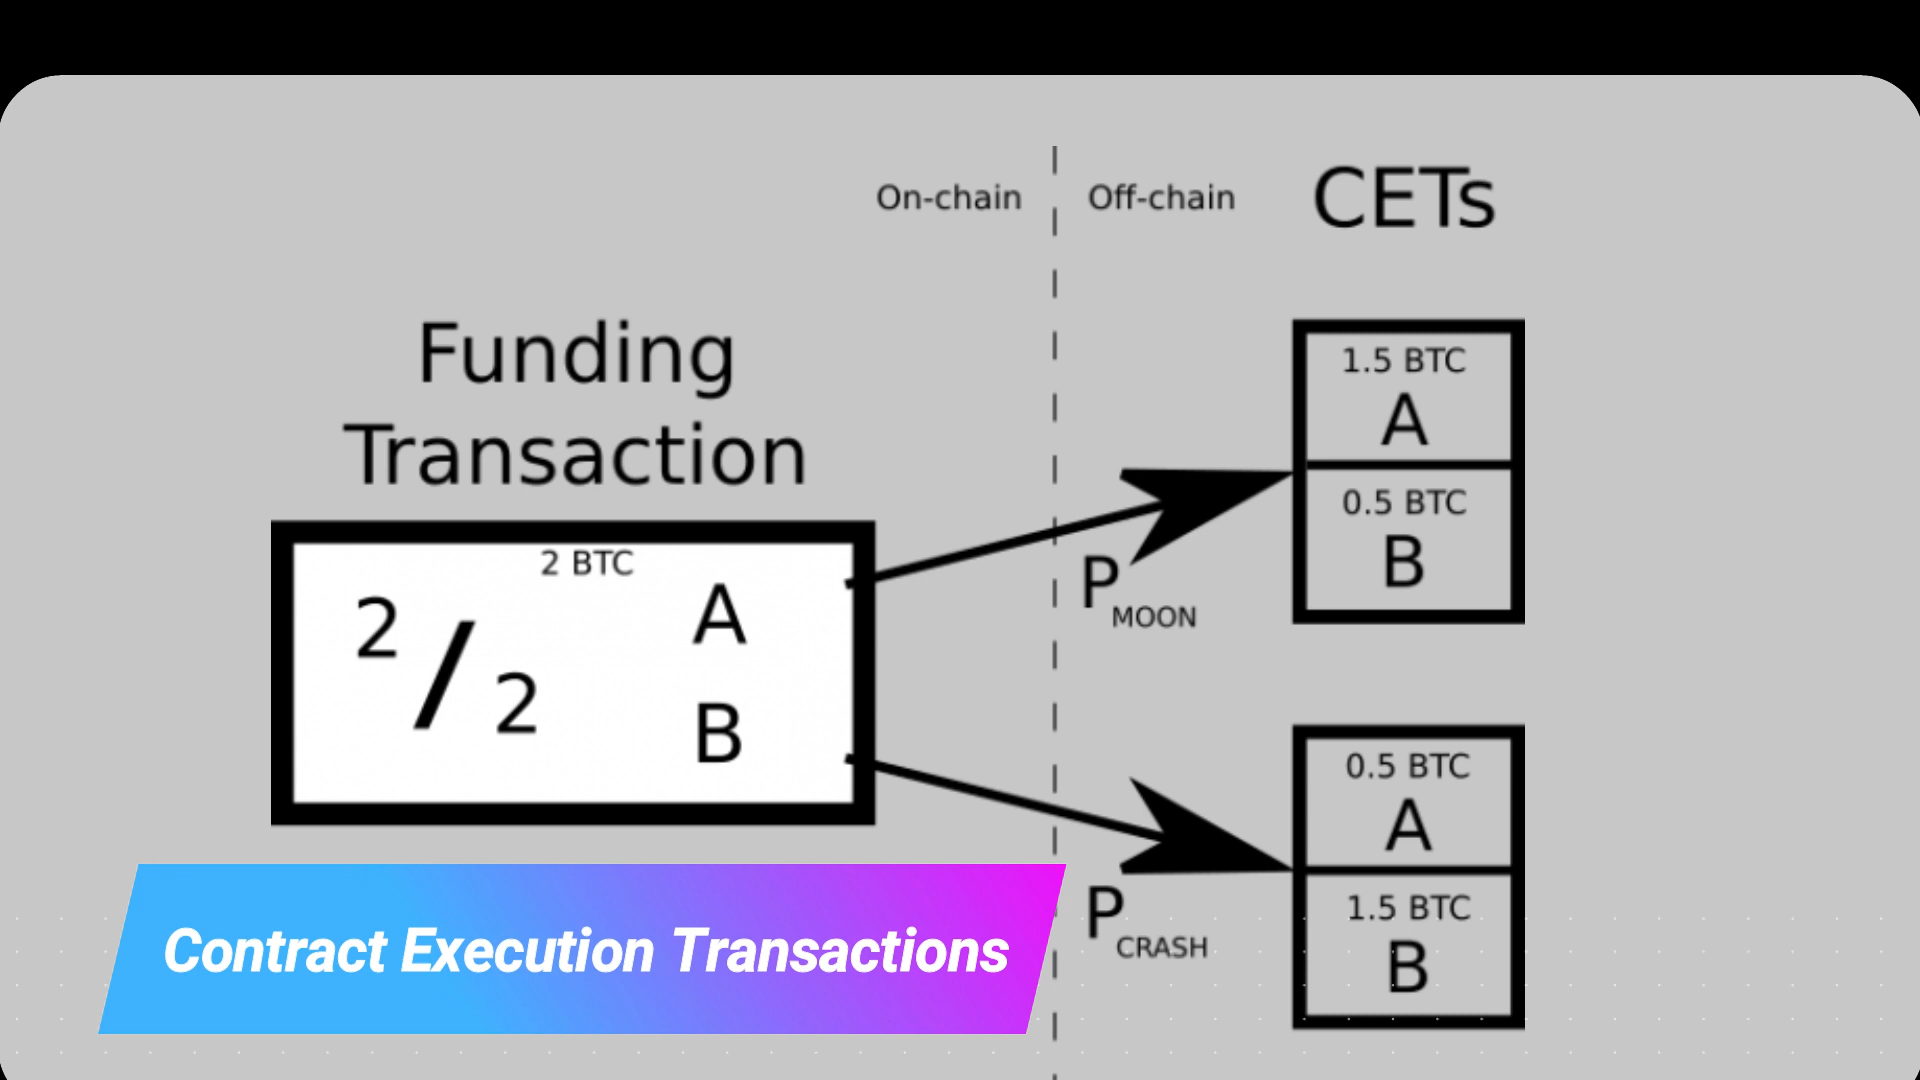 On-chain
Off-chain
CETs
Funding
Transaction
2 BTC
2/2
A
B
P MOON
P CRASH
1.5 BTC
A
0.5 BTC
B
0.5 BTC
A
1.5 BTC
B
Contract Execution Transactions